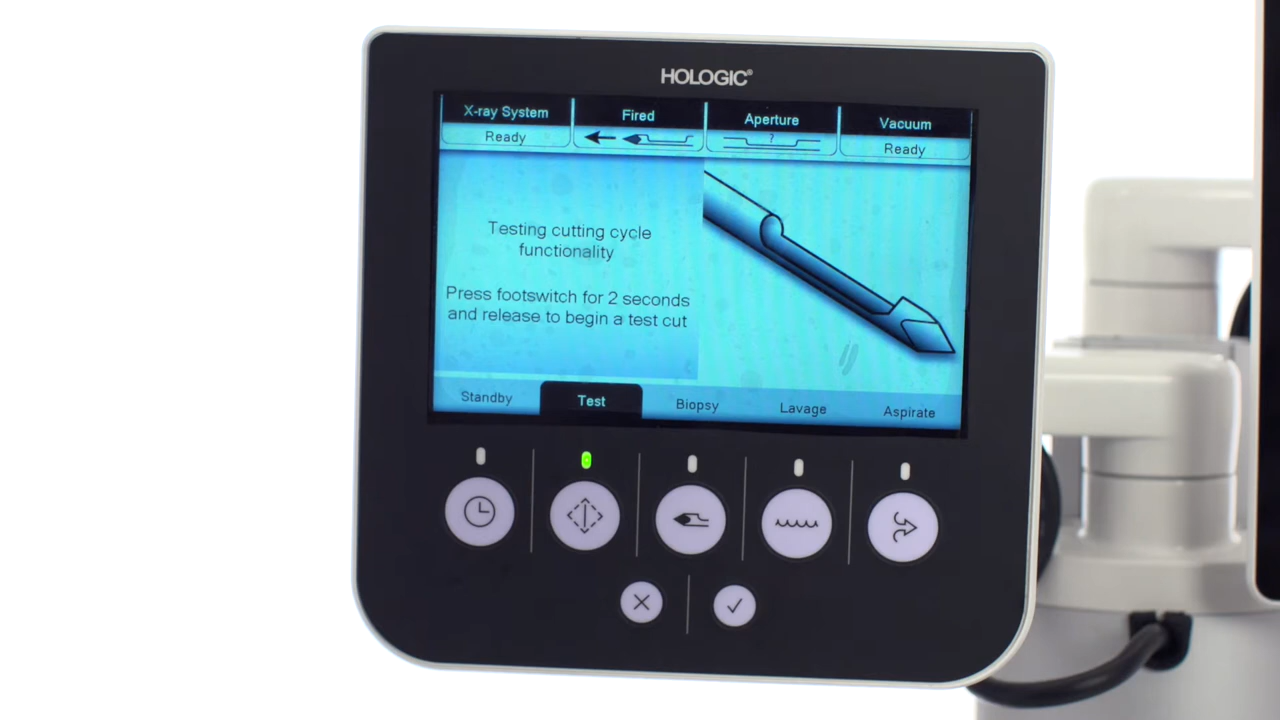 HOLOGIC®
X-ray System
Fired
Aperture
Vacuum
Ready
?
Ready
Testing cutting cycle
functionality
Press footswitch for 2 seconds
and release to begin a test cut
Standby
Test
Biopsy
Lavage
Aspirate